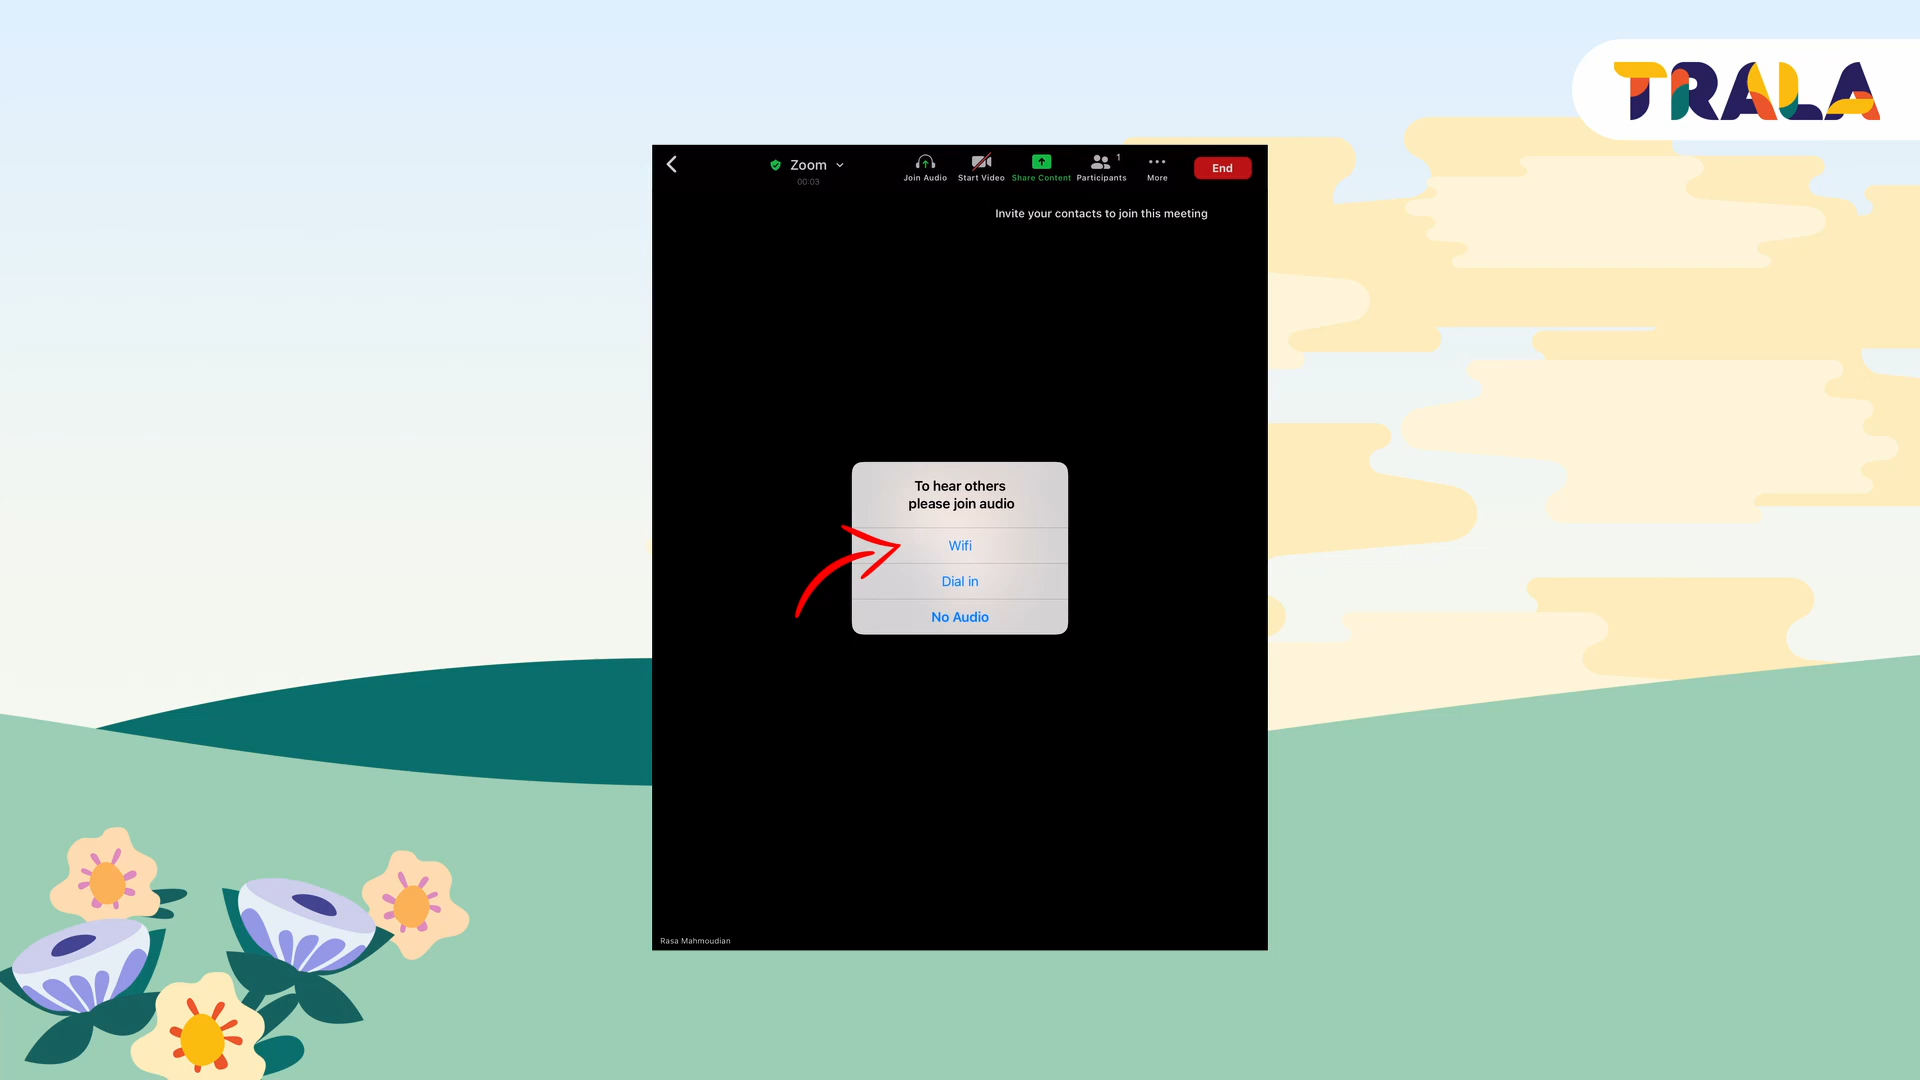 TRALA
Zoom
00:03
Join Audio
Start Video
Share Content
Participants
1
More
End
Invite your contacts to join this meeting
To hear others
please join audio
Wifi
Dial in
No Audio
Rasa Mahmoudian